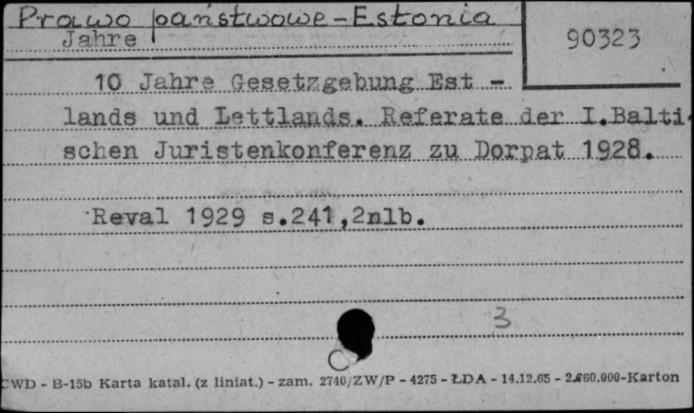 Prawo państwowe - Estonia
Jahre
90323
10 Jahre Gesetzgebung Est -
lands und Lettlands. Referate der I.Balti
schen Juristenkonferenz zu Dorpat 1928.
Reval 1929 s.241,2nlb.
3
CWD - B-15b Karta katal. (z liniat.) - zam. 2740/ZW/P - 4275 - ŁDA - 14.12.65 - 2.000-Karton